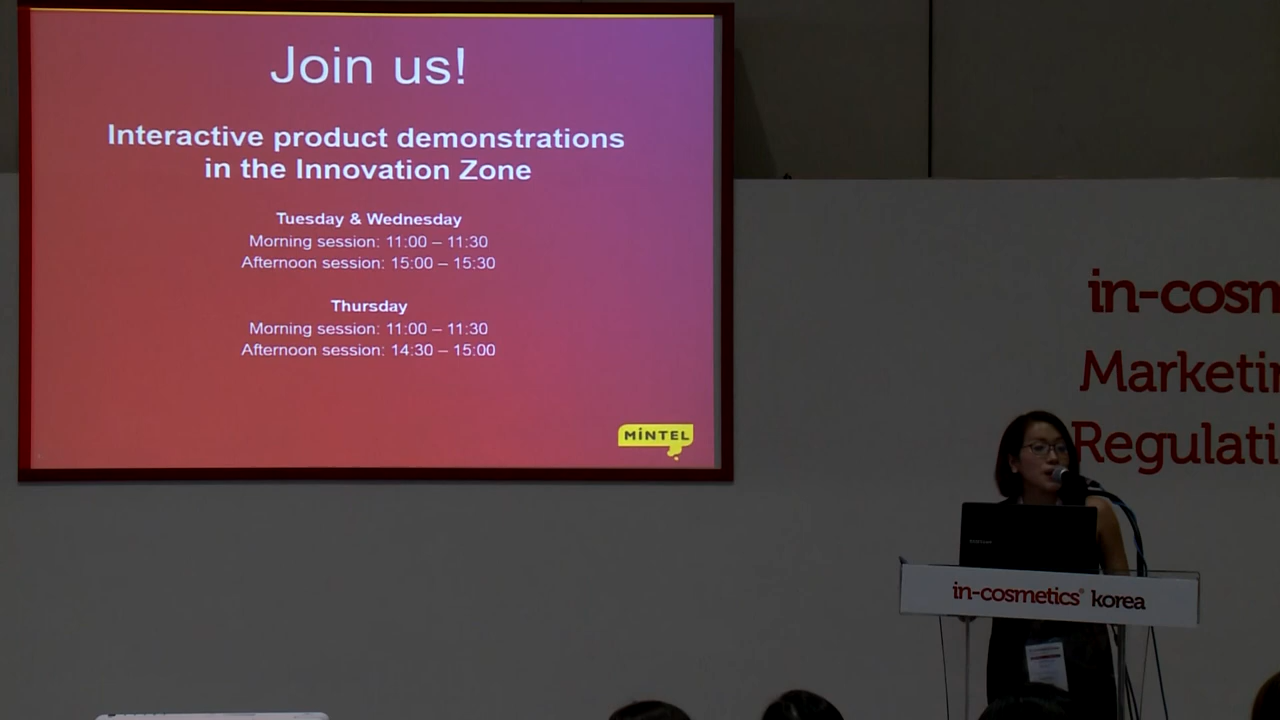 Join us!
Interactive product demonstrations
in the Innovation Zone
Tuesday & Wednesday
Morning session: 11:00 – 11:30
Afternoon session: 15:00 – 15:30
Thursday
Morning session: 11:00 – 11:30
Afternoon session: 14:30 – 15:00
MiNTEL
in-cosm
Marketin
Regulati
in-cosmetics® korea